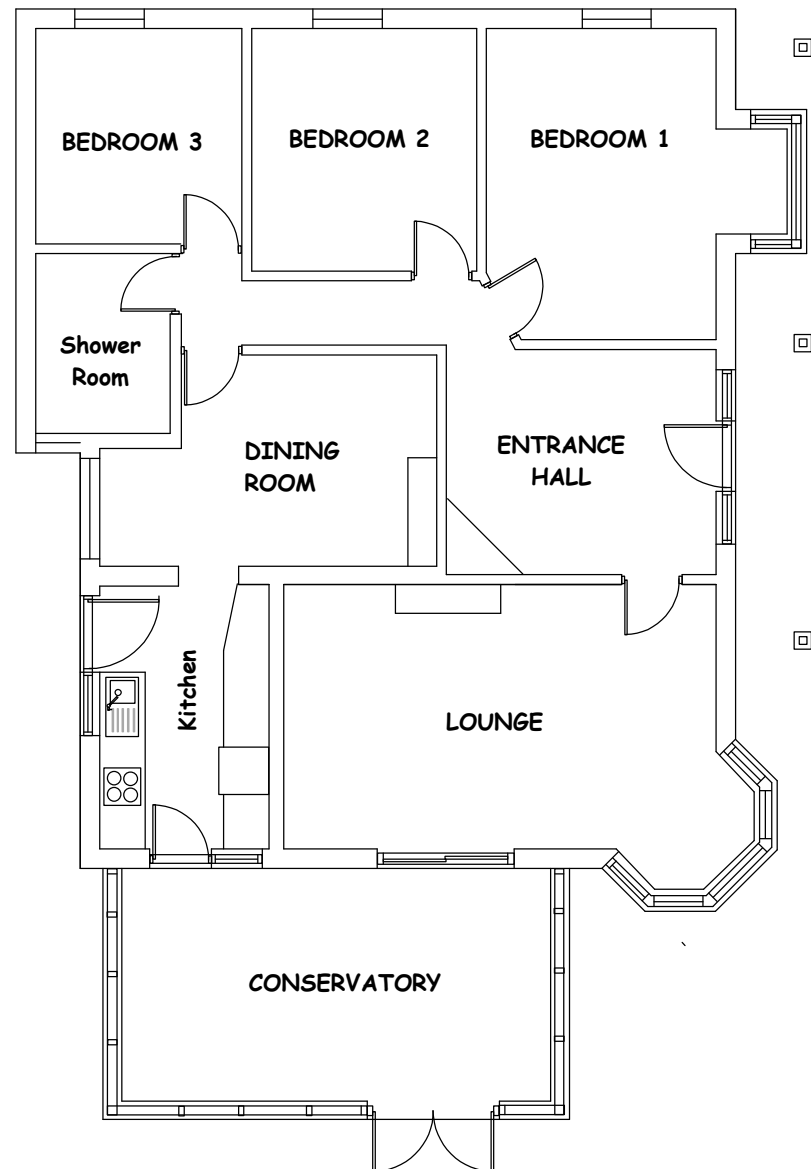 BEDROOM 3
BEDROOM 2
BEDROOM 1
Shower
Room
DINING
ROOM
ENTRANCE
HALL
Kitchen
LOUNGE
CONSERVATORY